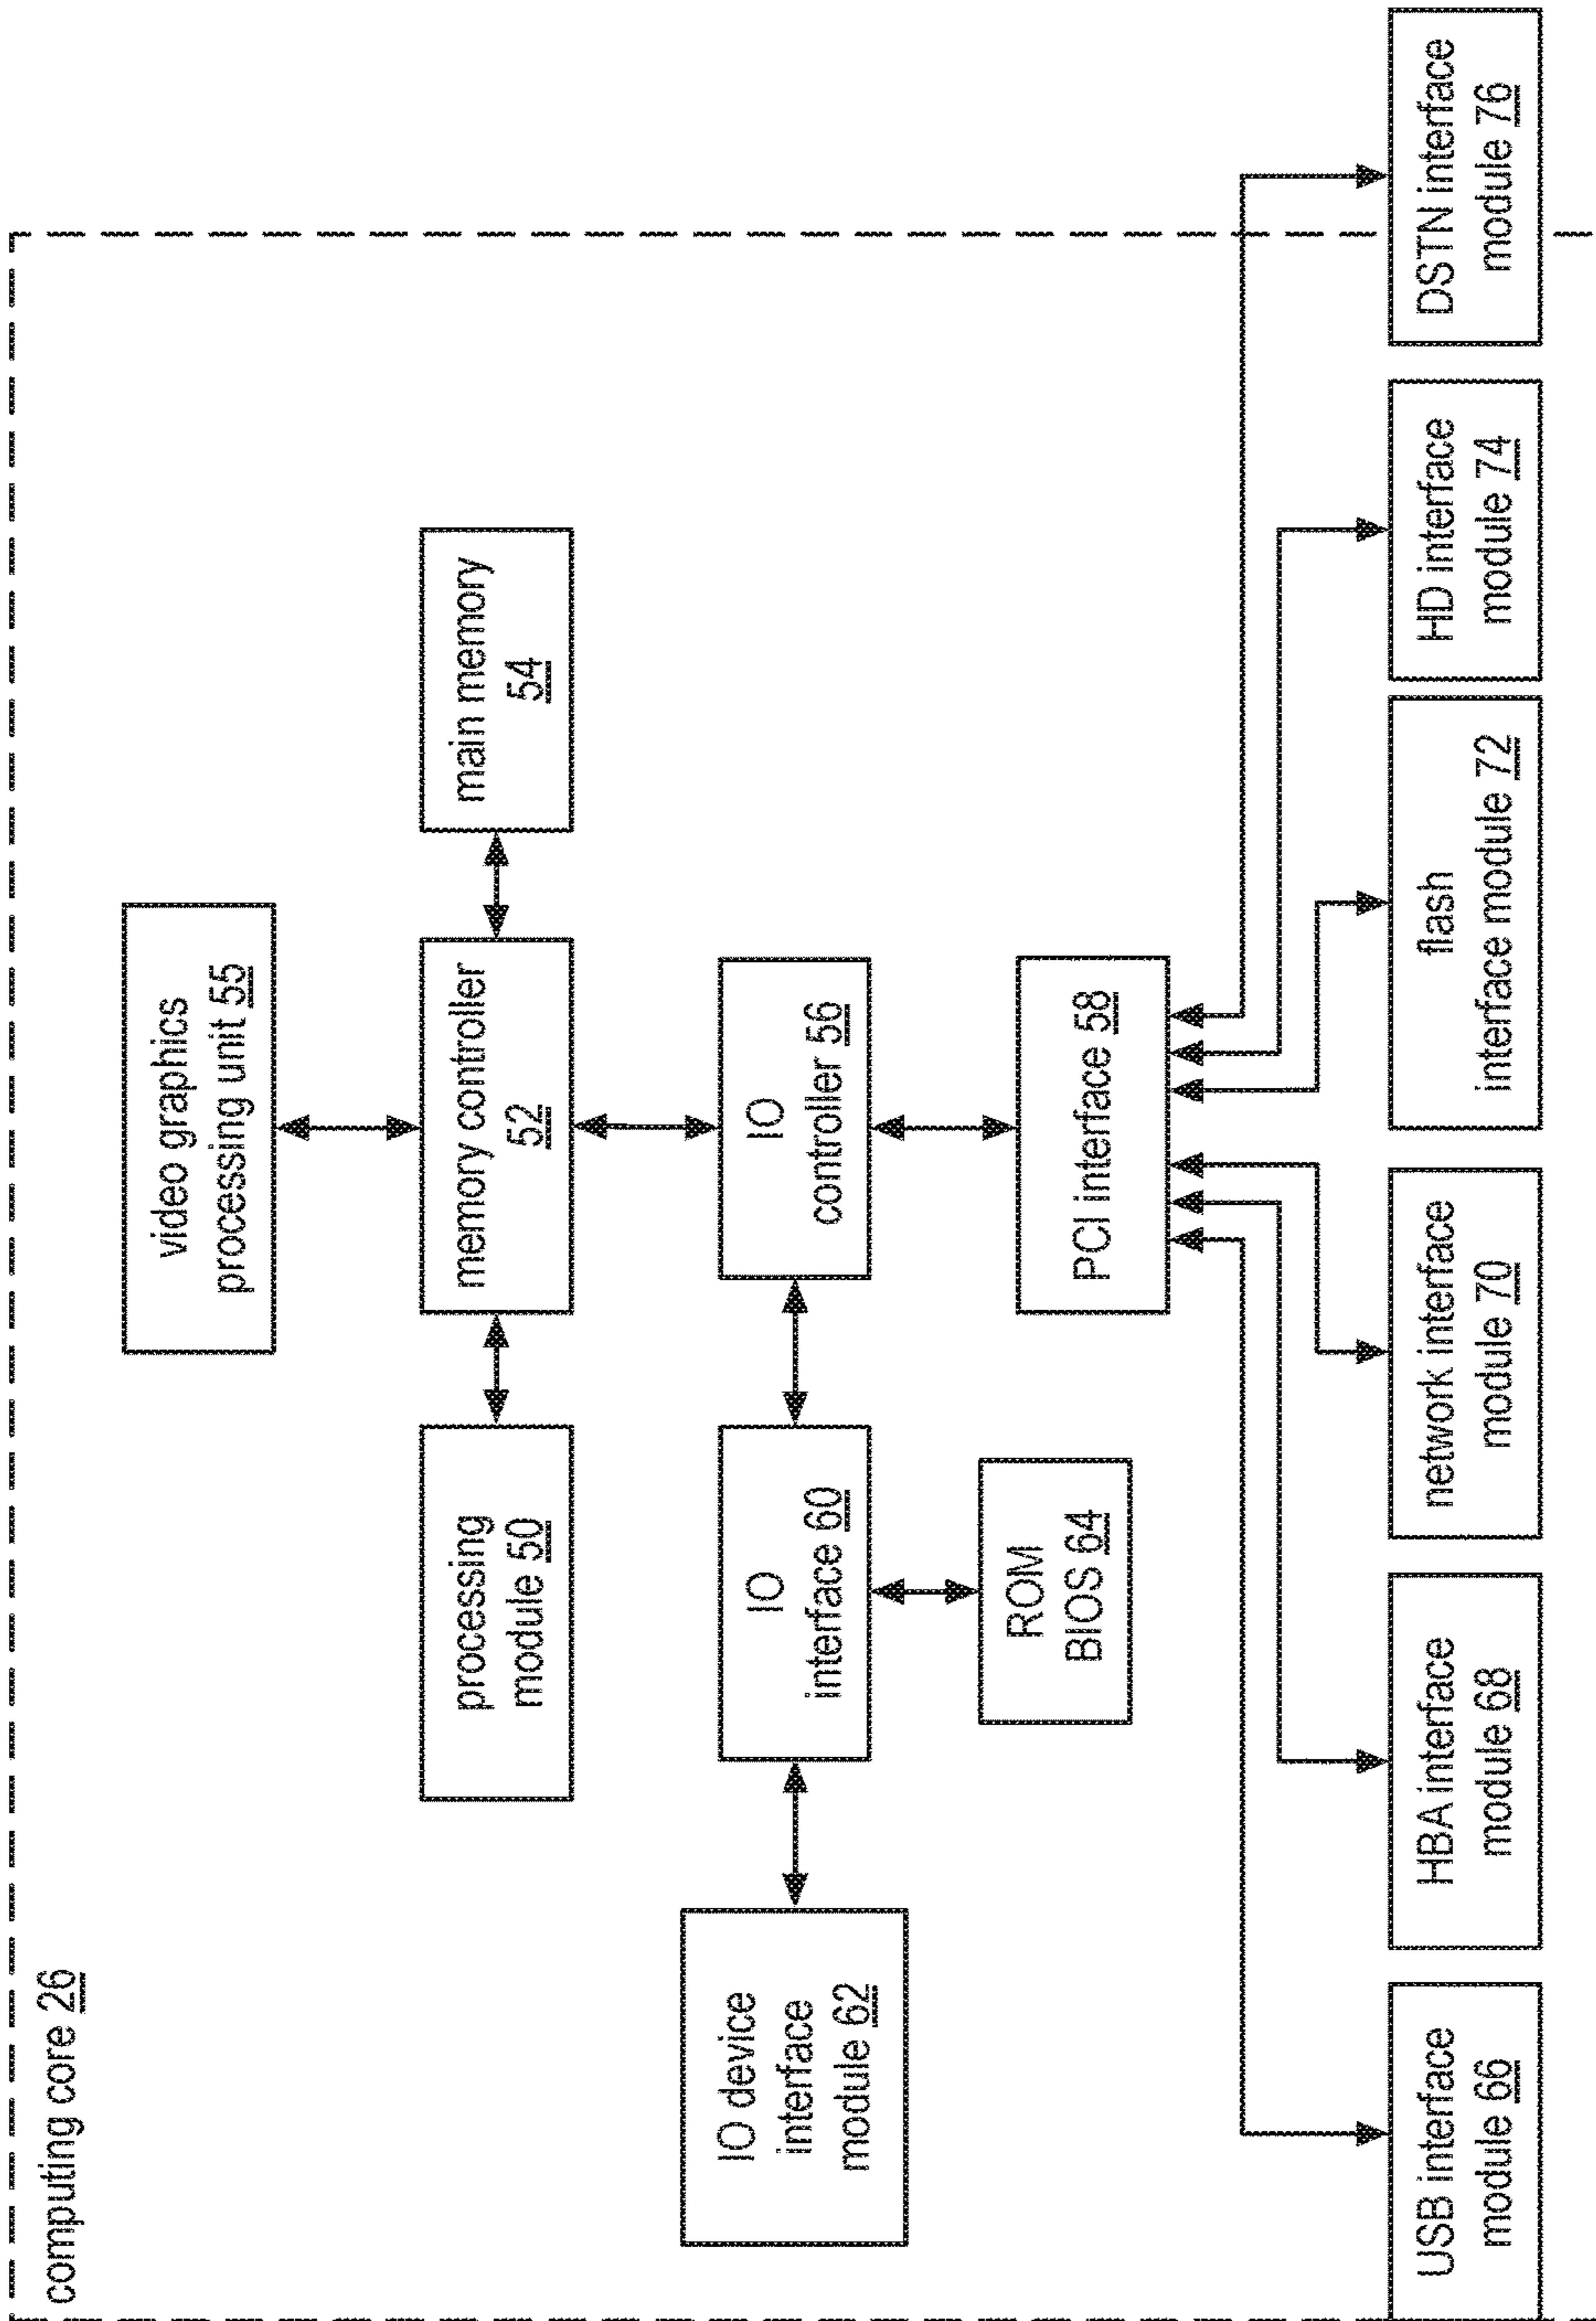 computing core 26
video graphics
processing unit 55
processing
module 50
memory controller
52
main memory
54
IO device
interface
module 62
IO
interface 60
IO
controller 56
ROM
BIOS 64
PCI interface 58
USB interface
module 66
HBA interface
module 68
network interface
module 70
flash
interface module 72
HD interface
module 74
DSTN interface
module 76